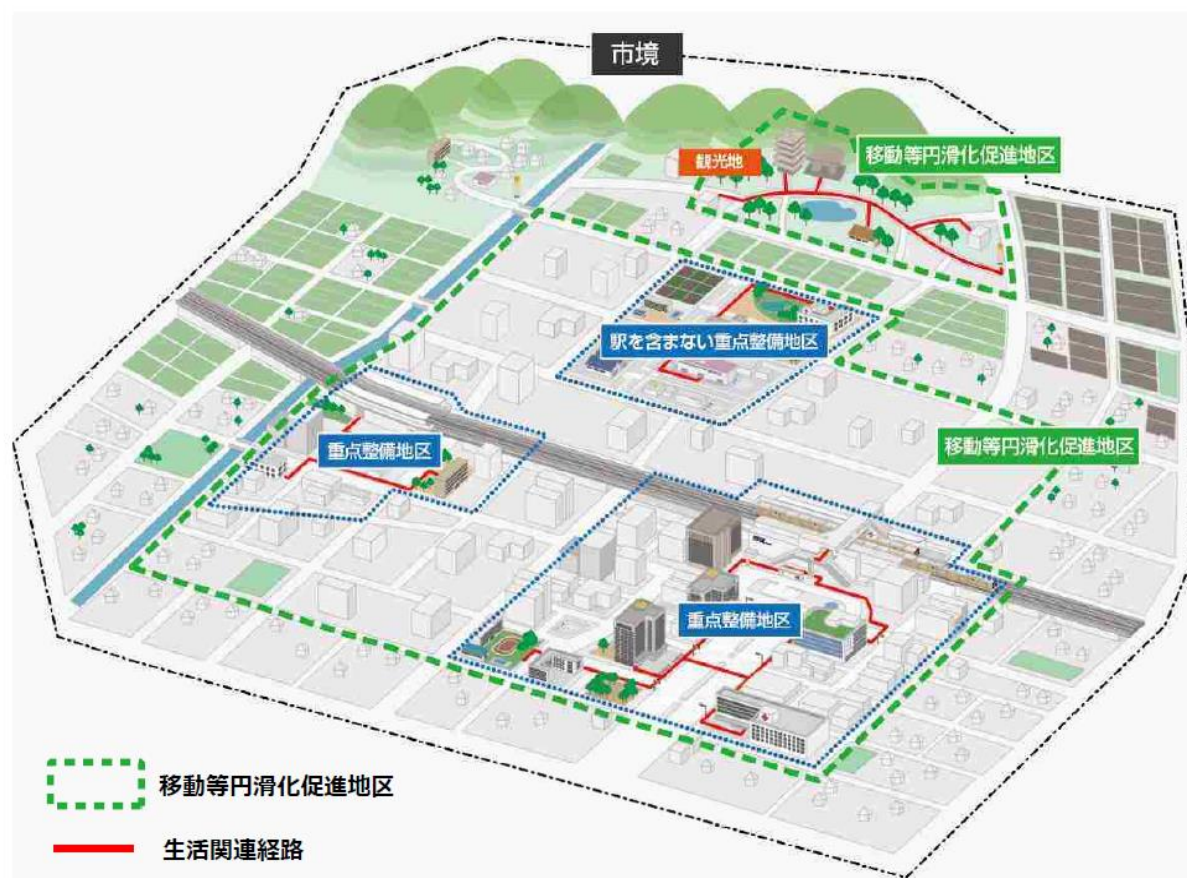 市境
移動等円滑化促進地区
観光地
駅を含まない重点整備地区
重点整備地区
移動等円滑化促進地区
重点整備地区
移動等円滑化促進地区
生活関連経路